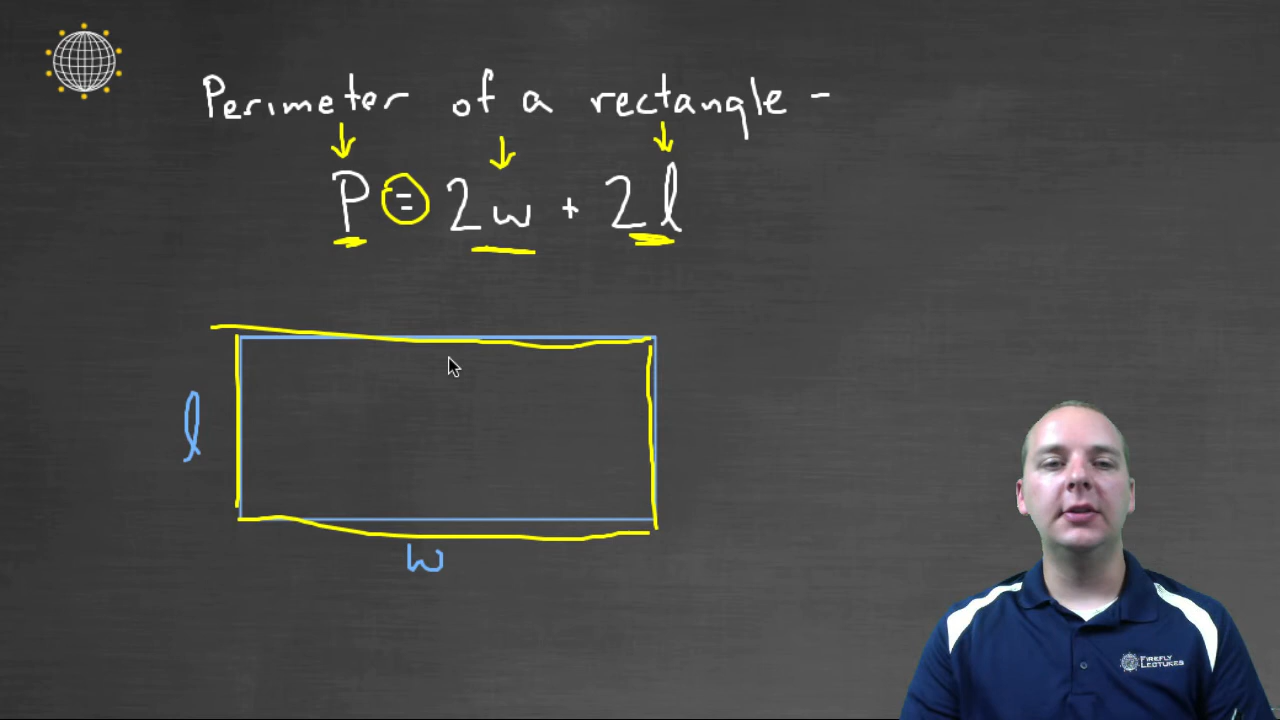 Perimeter of a rectangle -
P = 2w + 2l
l
w
FIREFLY
LECTURES